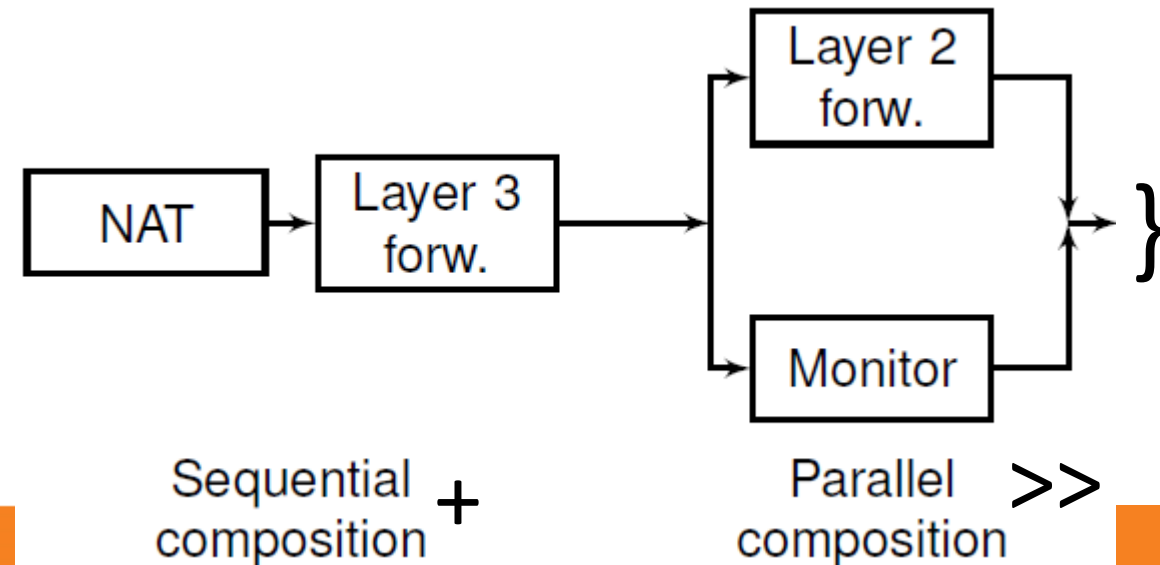 Layer 2
forw.
NAT
Layer 3
forw.
}
Monitor
Sequential
composition +
Parallel
composition >>